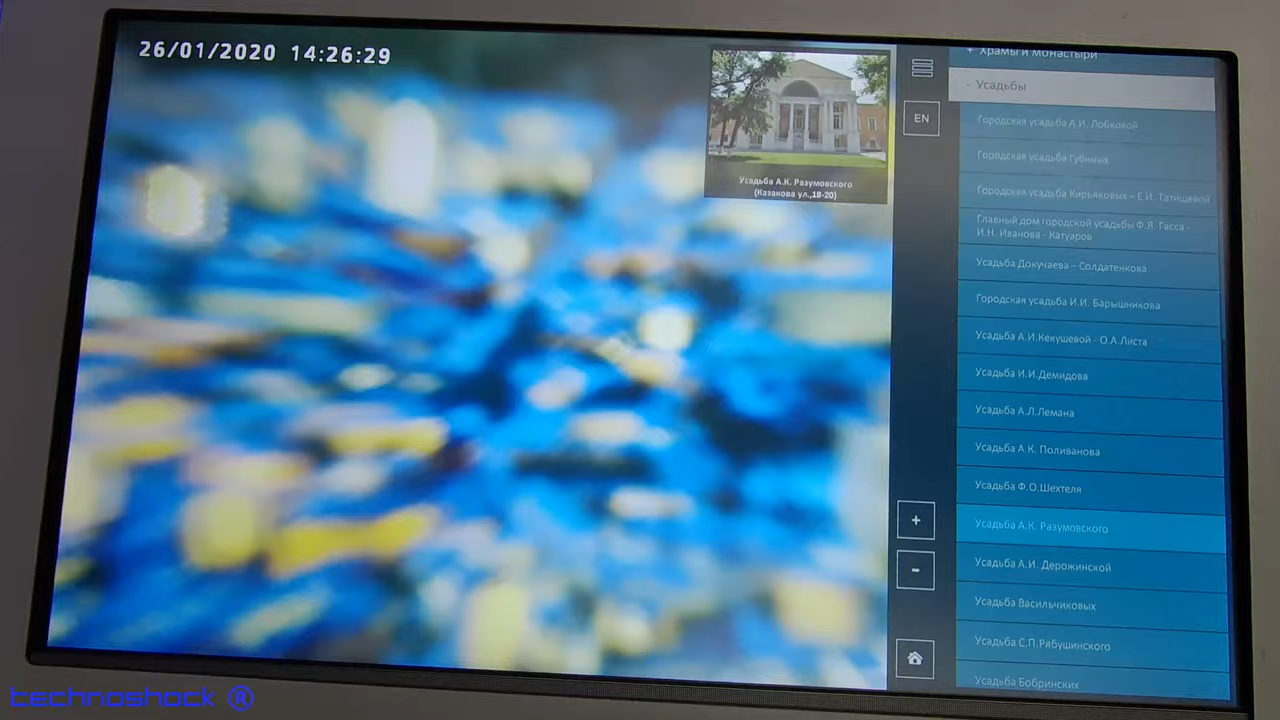 26/01/2020 14:26:29
Усадьба А.К. Разумовского
(Казакова ул.,18-20)
EN
+
-
+ Храмы и монастыри
- Усадьбы
Городская усадьба А.И. Лобковой
Городская усадьба Губиных
Городская усадьба Кирьяковых – Е.И. Татищевой
Главный дом городской усадьбы Ф.Я. Гасса -
И.Н. Иванова - Катуаров
Усадьба Докучаева – Солдатенкова
Городская усадьба И.И. Барышникова
Усадьба А.И.Кекушевой - О.А.Листа
Усадьба И.И.Демидова
Усадьба А.Л.Лемана
Усадьба А.К. Поливанова
Усадьба Ф.О.Шехтеля
Усадьба А.К. Разумовского
Усадьба А.И. Дерожинской
Усадьба Васильчиковых
Усадьба С.П.Рябушинского
Усадьба Бобринских
technoshock ®